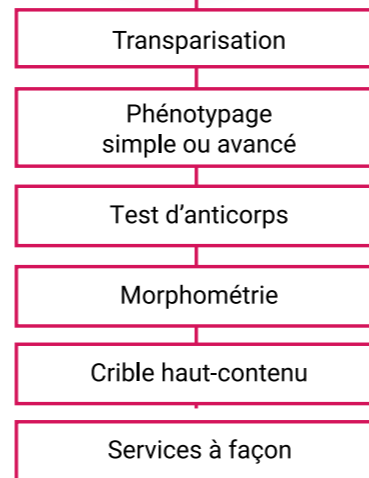 Transparisation
Phénotypage
simple ou avancé
Test d’anticorps
Morphométrie
Crible haut-contenu
Services à façon